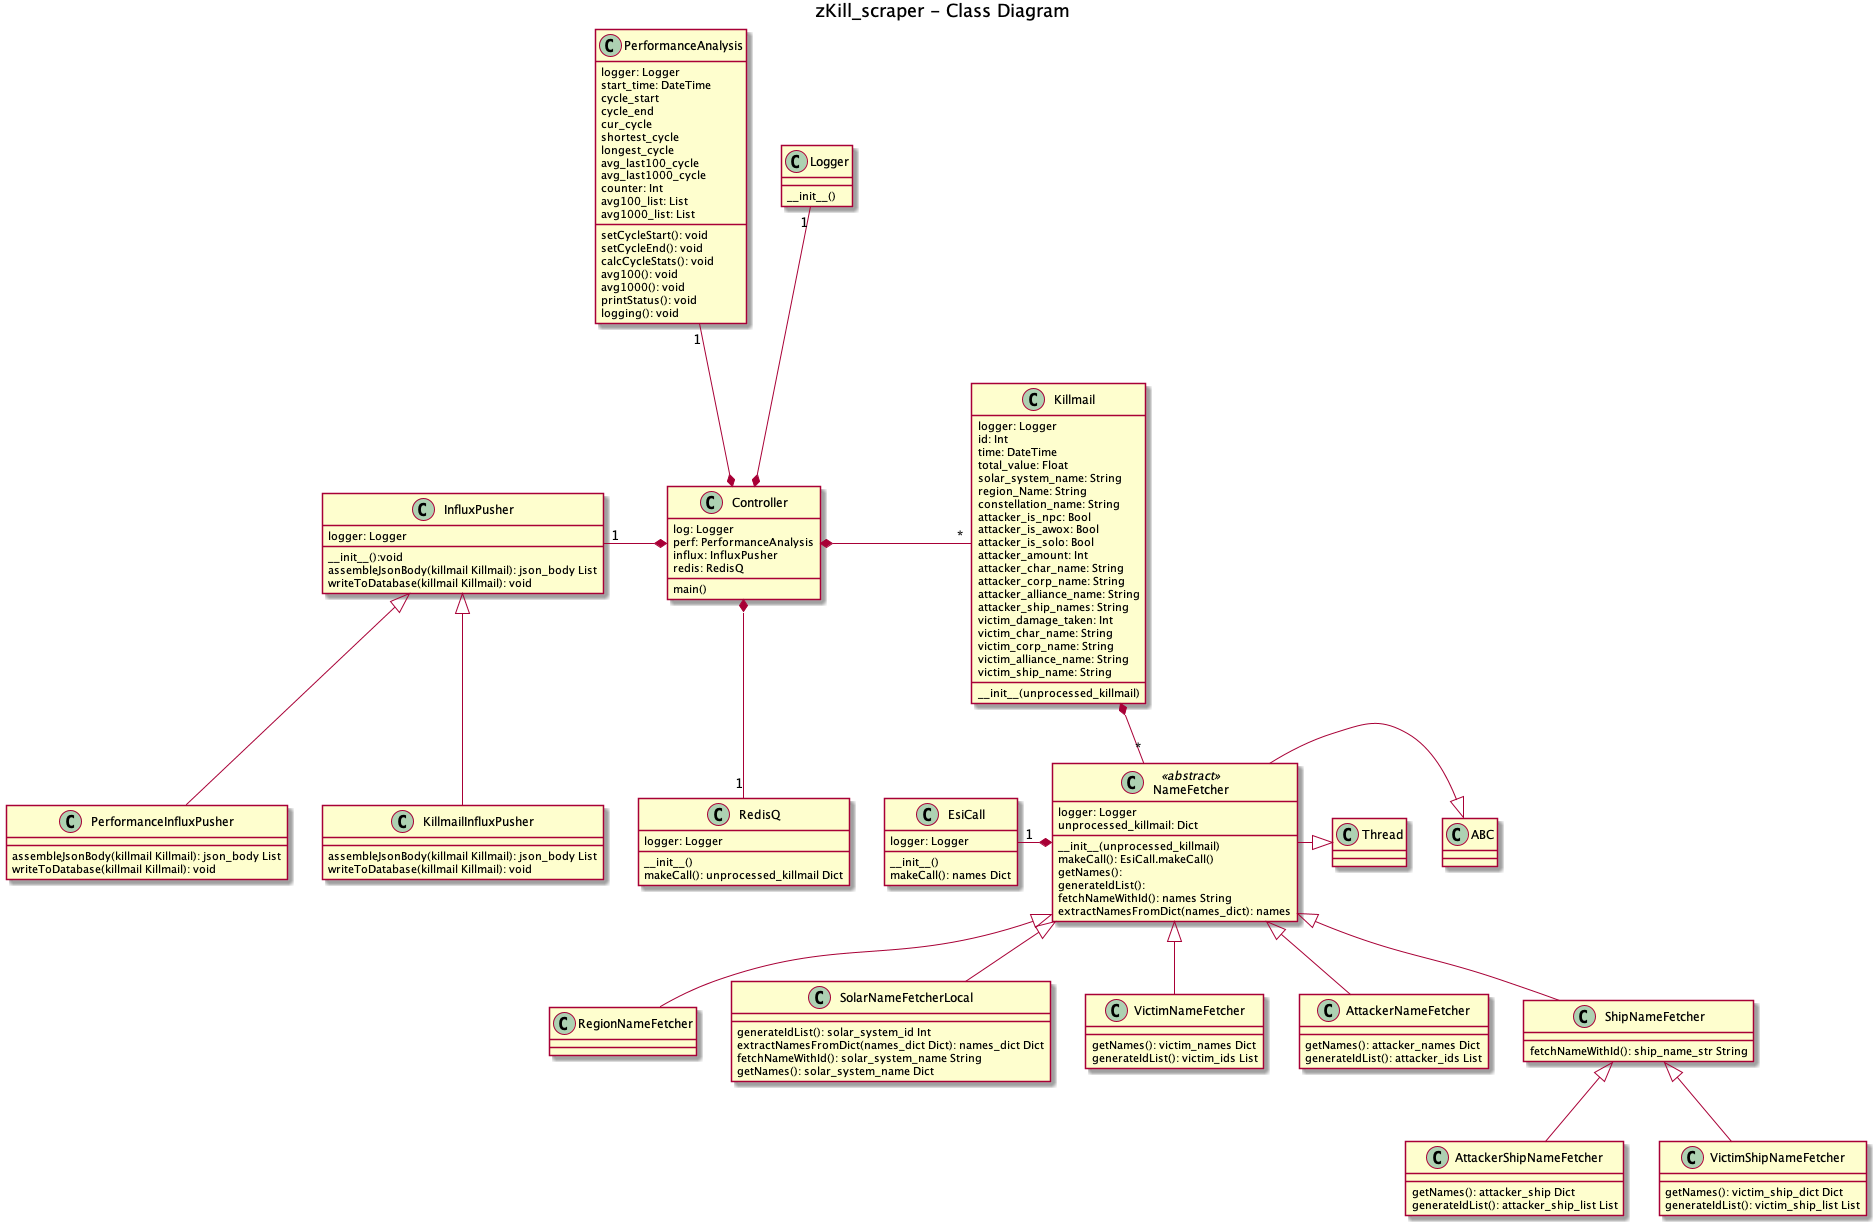 zKill_scraper - Class Diagram
C PerformanceAnalysis
logger: Logger
start_time: DateTime
cycle_start
cycle_end
cur_cycle
shortest_cycle
longest_cycle
avg_last100_cycle
avg_last1000_cycle
counter: Int
avg100_list: List
avg1000_list: List
setCycleStart(): void
setCycleEnd(): void
calcCycleStats(): void
avg100(): void
avg1000(): void
printStatus(): void
logging(): void
1
C Logger
__init__()
1
C Killmail
logger: Logger
id: Int
time: DateTime
total_value: Float
solar_system_name: String
region_Name: String
constellation_name: String
attacker_is_npc: Bool
attacker_is_awox: Bool
attacker_is_solo: Bool
attacker_amount: Int
attacker_char_name: String
attacker_corp_name: String
attacker_alliance_name: String
attacker_ship_names: String
victim_damage_taken: Int
victim_char_name: String
victim_corp_name: String
victim_alliance_name: String
victim_ship_name: String
__init__(unprocessed_killmail)
C InfluxPusher
logger: Logger
__init__():void
assembleJsonBody(killmail Killmail): json_body List
writeToDatabase(killmail Killmail): void
1
C Controller
log: Logger
perf: PerformanceAnalysis
influx: InfluxPusher
redis: RedisQ
main()
*
*
1
C PerformanceInfluxPusher
assembleJsonBody(killmail Killmail): json_body List
writeToDatabase(killmail Killmail): void
C KillmailInfluxPusher
assembleJsonBody(killmail Killmail): json_body List
writeToDatabase(killmail Killmail): void
C RedisQ
logger: Logger
__init__()
makeCall(): unprocessed_killmail Dict
C EsiCall
logger: Logger
__init__()
makeCall(): names Dict
1
C «abstract»
NameFetcher
logger: Logger
unprocessed_killmail: Dict
__init__(unprocessed_killmail)
makeCall(): EsiCall.makeCall()
getNames():
generateIdList():
fetchNameWithId(): names String
extractNamesFromDict(names_dict): names
C Thread
C ABC
C RegionNameFetcher
C SolarNameFetcherLocal
generateIdList(): solar_system_id Int
extractNamesFromDict(names_dict Dict): names_dict Dict
fetchNameWithId(): solar_system_name String
getNames(): solar_system_name Dict
C VictimNameFetcher
getNames(): victim_names Dict
generateIdList(): victim_ids List
C AttackerNameFetcher
getNames(): attacker_names Dict
generateIdList(): attacker_ids List
C ShipNameFetcher
fetchNameWithId(): ship_name_str String
C AttackerShipNameFetcher
getNames(): attacker_ship Dict
generateIdList(): attacker_ship_list List
C VictimShipNameFetcher
getNames(): victim_ship_dict Dict
generateIdList(): victim_ship_list List